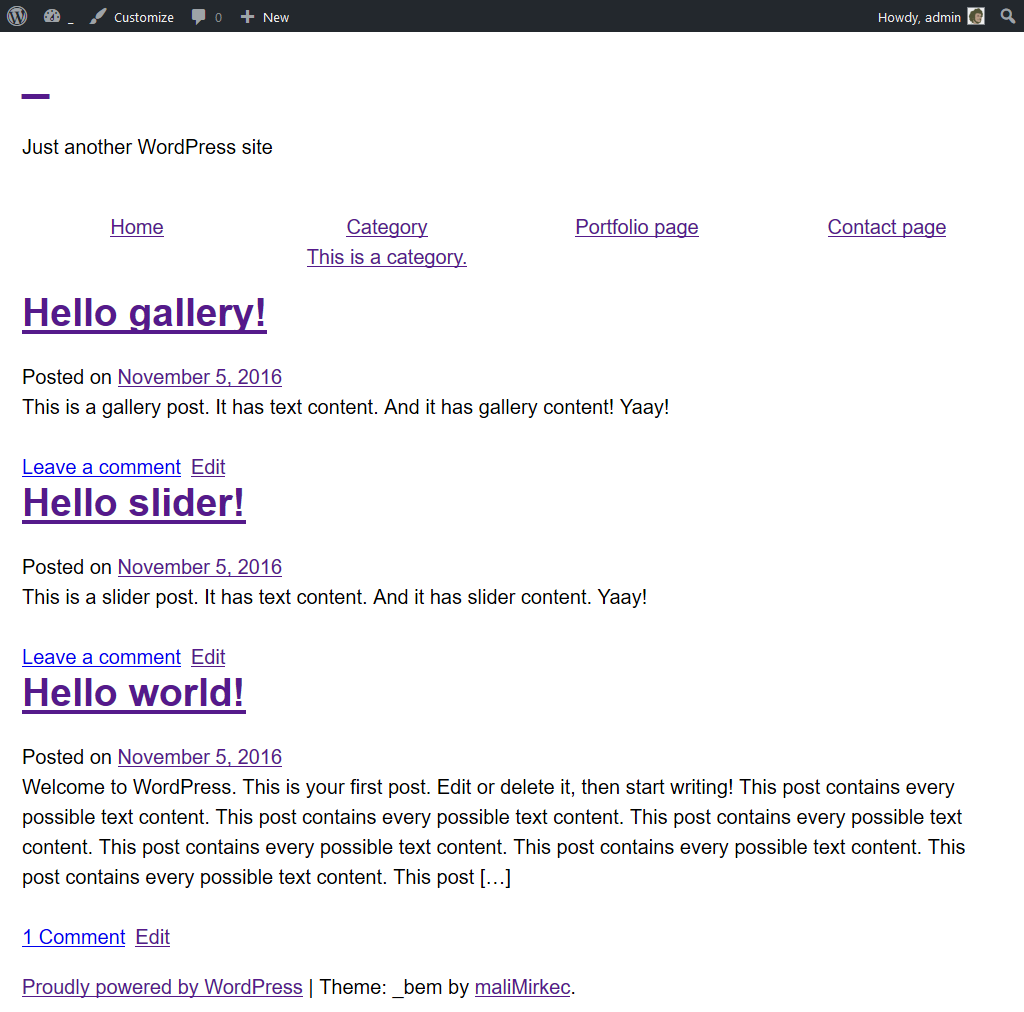 _ Customize 0 New Howdy, admin
_
Just another WordPress site
Home Category Portfolio page Contact page
This is a category.
Hello gallery!
Posted on November 5, 2016
This is a gallery post. It has text content. And it has gallery content! Yaay!
Leave a comment Edit
Hello slider!
Posted on November 5, 2016
This is a slider post. It has text content. And it has slider content. Yaay!
Leave a comment Edit
Hello world!
Posted on November 5, 2016
Welcome to WordPress. This is your first post. Edit or delete it, then start writing! This post contains every
possible text content. This post contains every possible text content. This post contains every possible text
content. This post contains every possible text content. This post contains every possible text content. This
post contains every possible text content. This post […]
1 Comment Edit
Proudly powered by WordPress | Theme: _bem by maliMirkec.